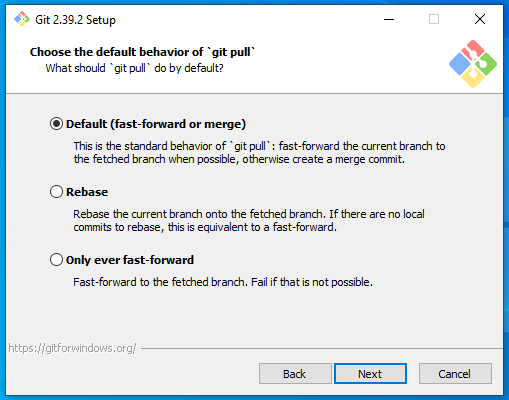 Git 2.39.2 Setup
Choose the default behavior of `git pull`
What should `git pull` do by default?
Default (fast-forward or merge)
This is the standard behavior of `git pull`: fast-forward the current branch to
the fetched branch when possible, otherwise create a merge commit.
Rebase
Rebase the current branch onto the fetched branch. If there are no local
commits to rebase, this is equivalent to a fast-forward.
Only ever fast-forward
Fast-forward to the fetched branch. Fail if that is not possible.
https://gitforwindows.org/
Back
Next
Cancel